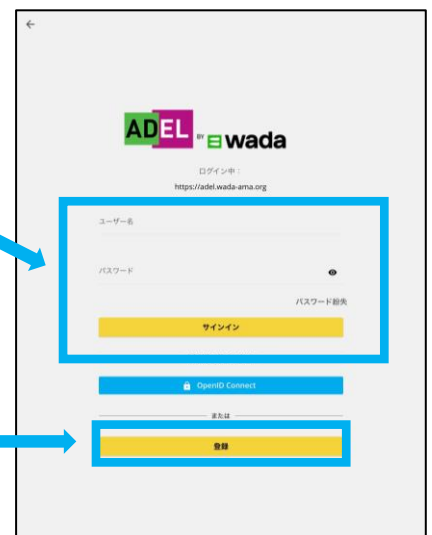 ADEL BY wada
ログイン中：
https://adel.wada-ama.org
ユーザー名
パスワード
パスワード紛失
サインイン
OpenID Connect
または
登録